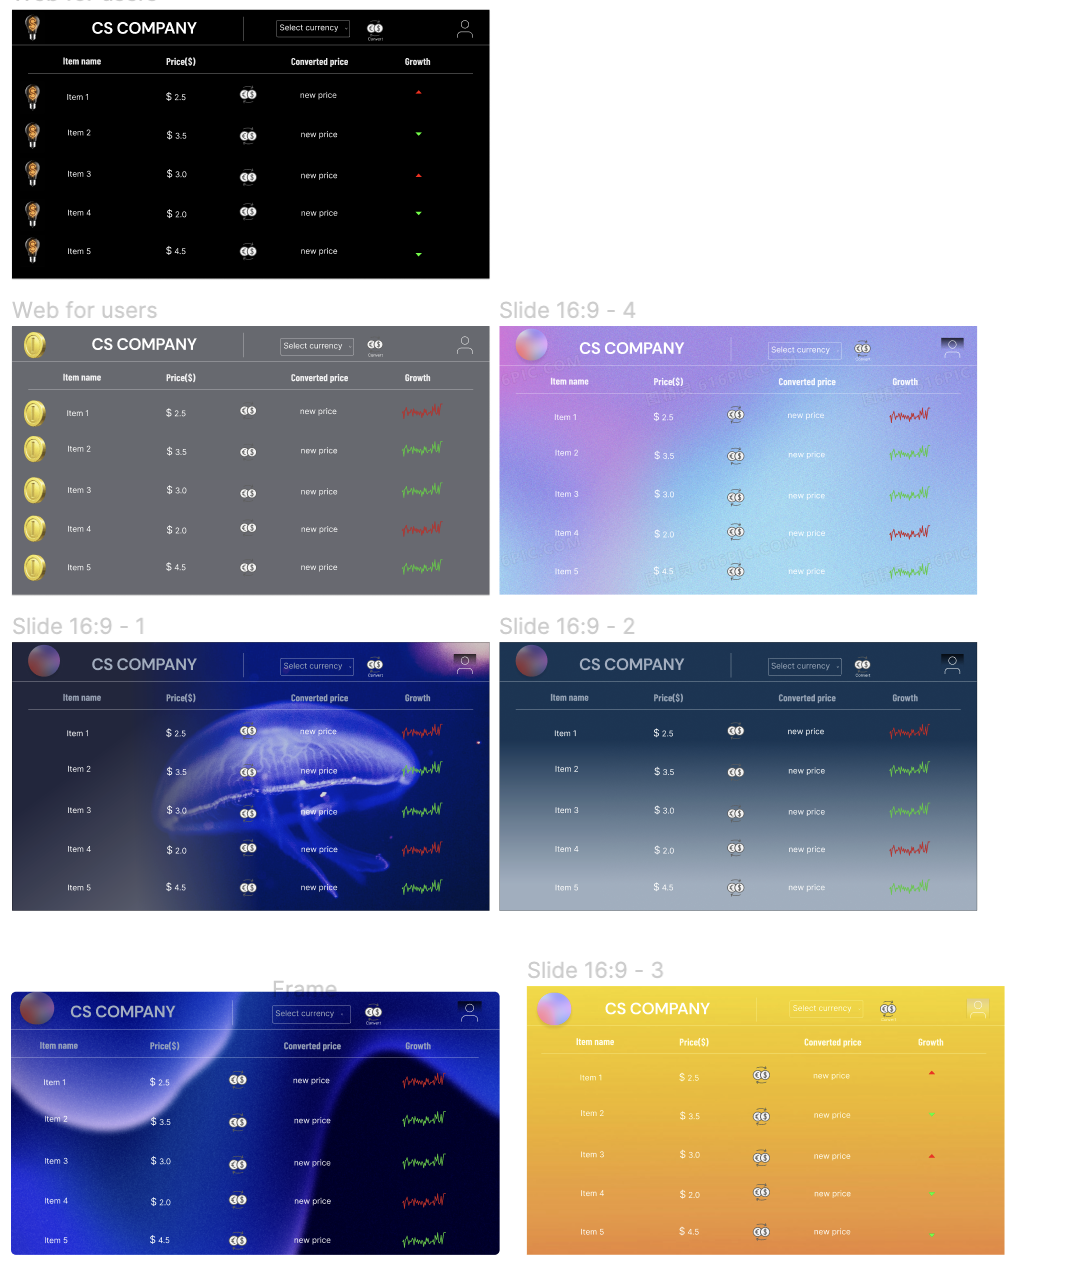 Web for users
CS COMPANY Select currency Convert
Item name Price($) Converted price Growth
Item 1 $ 2.5 new price
Item 2 $ 3.5 new price
Item 3 $ 3.0 new price
Item 4 $ 2.0 new price
Item 5 $ 4.5 new price
Web for users
CS COMPANY Select currency Convert
Item name Price($) Converted price Growth
Item 1 $ 2.5 new price
Item 2 $ 3.5 new price
Item 3 $ 3.0 new price
Item 4 $ 2.0 new price
Item 5 $ 4.5 new price
Slide 16:9 - 4
CS COMPANY Select currency Convert
Item name Price($) Converted price Growth
Item 1 $ 2.5 new price
Item 2 $ 3.5 new price
Item 3 $ 3.0 new price
Item 4 $ 2.0 new price
Item 5 $ 4.5 new price
Slide 16:9 - 1
CS COMPANY Select currency Convert
Item name Price($) Converted price Growth
Item 1 $ 2.5 new price
Item 2 $ 3.5 new price
Item 3 $ 3.0 new price
Item 4 $ 2.0 new price
Item 5 $ 4.5 new price
Slide 16:9 - 2
CS COMPANY Select currency Convert
Item name Price($) Converted price Growth
Item 1 $ 2.5 new price
Item 2 $ 3.5 new price
Item 3 $ 3.0 new price
Item 4 $ 2.0 new price
Item 5 $ 4.5 new price
Frame
CS COMPANY Select currency Convert
Item name Price($) Converted price Growth
Item 1 $ 2.5 new price
Item 2 $ 3.5 new price
Item 3 $ 3.0 new price
Item 4 $ 2.0 new price
Item 5 $ 4.5 new price
Slide 16:9 - 3
CS COMPANY Select currency
Item name Price($) Converted price Growth
Item 1 $ 2.5 new price
Item 2 $ 3.5 new price
Item 3 $ 3.0 new price
Item 4 $ 2.0 new price
Item 5 $ 4.5 new price